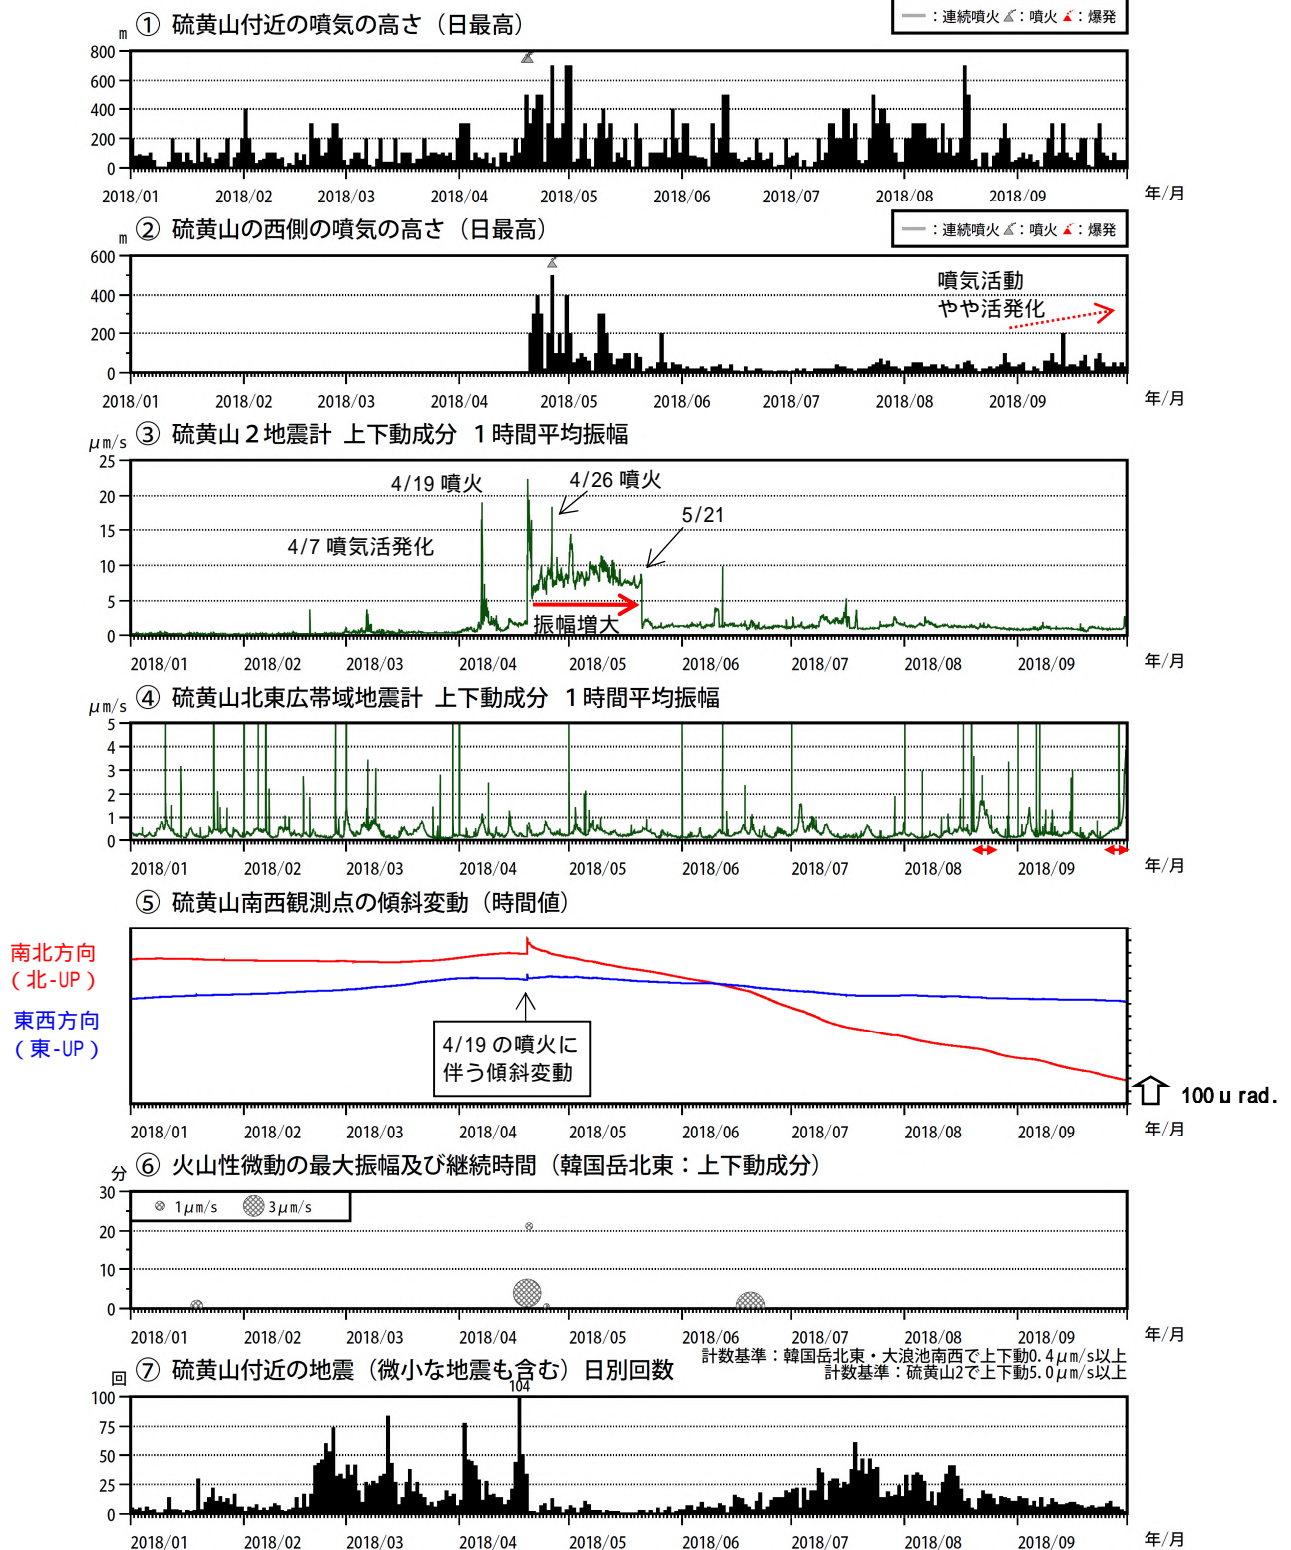 ① 硫黄山付近の噴気の高さ（日最高）
：連続噴火 ：噴火 ：爆発
m
800
600
400
200
0
2018/01 2018/02 2018/03 2018/04 2018/05 2018/06 2018/07 2018/08 2018/09 年/月
② 硫黄山の西側の噴気の高さ（日最高）
：連続噴火 ：噴火 ：爆発
m
600
400
200
0
噴気活動
やや活発化
2018/01 2018/02 2018/03 2018/04 2018/05 2018/06 2018/07 2018/08 2018/09 年/月
③ 硫黄山２地震計 上下動成分 １時間平均振幅
μm/s
25
20
15
10
5
0
4/19 噴火
4/26 噴火
5/21
4/7 噴気活発化
振幅増大
2018/01 2018/02 2018/03 2018/04 2018/05 2018/06 2018/07 2018/08 2018/09 年/月
④ 硫黄山北東広帯域地震計 上下動成分 １時間平均振幅
μm/s
5
4
3
2
1
0
2018/01 2018/02 2018/03 2018/04 2018/05 2018/06 2018/07 2018/08 2018/09 年/月
⑤ 硫黄山南西観測点の傾斜変動（時間値）
南北方向
（北-UP）
東西方向
（東-UP）
4/19 の噴火に
伴う傾斜変動
100 u rad.
2018/01 2018/02 2018/03 2018/04 2018/05 2018/06 2018/07 2018/08 2018/09 年/月
⑥ 火山性微動の最大振幅及び継続時間（韓国岳北東：上下動成分）
分
30
20
10
0
1μm/s 3μm/s
2018/01 2018/02 2018/03 2018/04 2018/05 2018/06 2018/07 2018/08 2018/09 年/月
計数基準：韓国岳北東・大浪池南西で上下動0.4μm/s以上
計数基準：硫黄山2で上下動5.0μm/s以上
⑦ 硫黄山付近の地震（微小な地震も含む）日別回数
回
104
100
75
50
25
0
2018/01 2018/02 2018/03 2018/04 2018/05 2018/06 2018/07 2018/08 2018/09 年/月